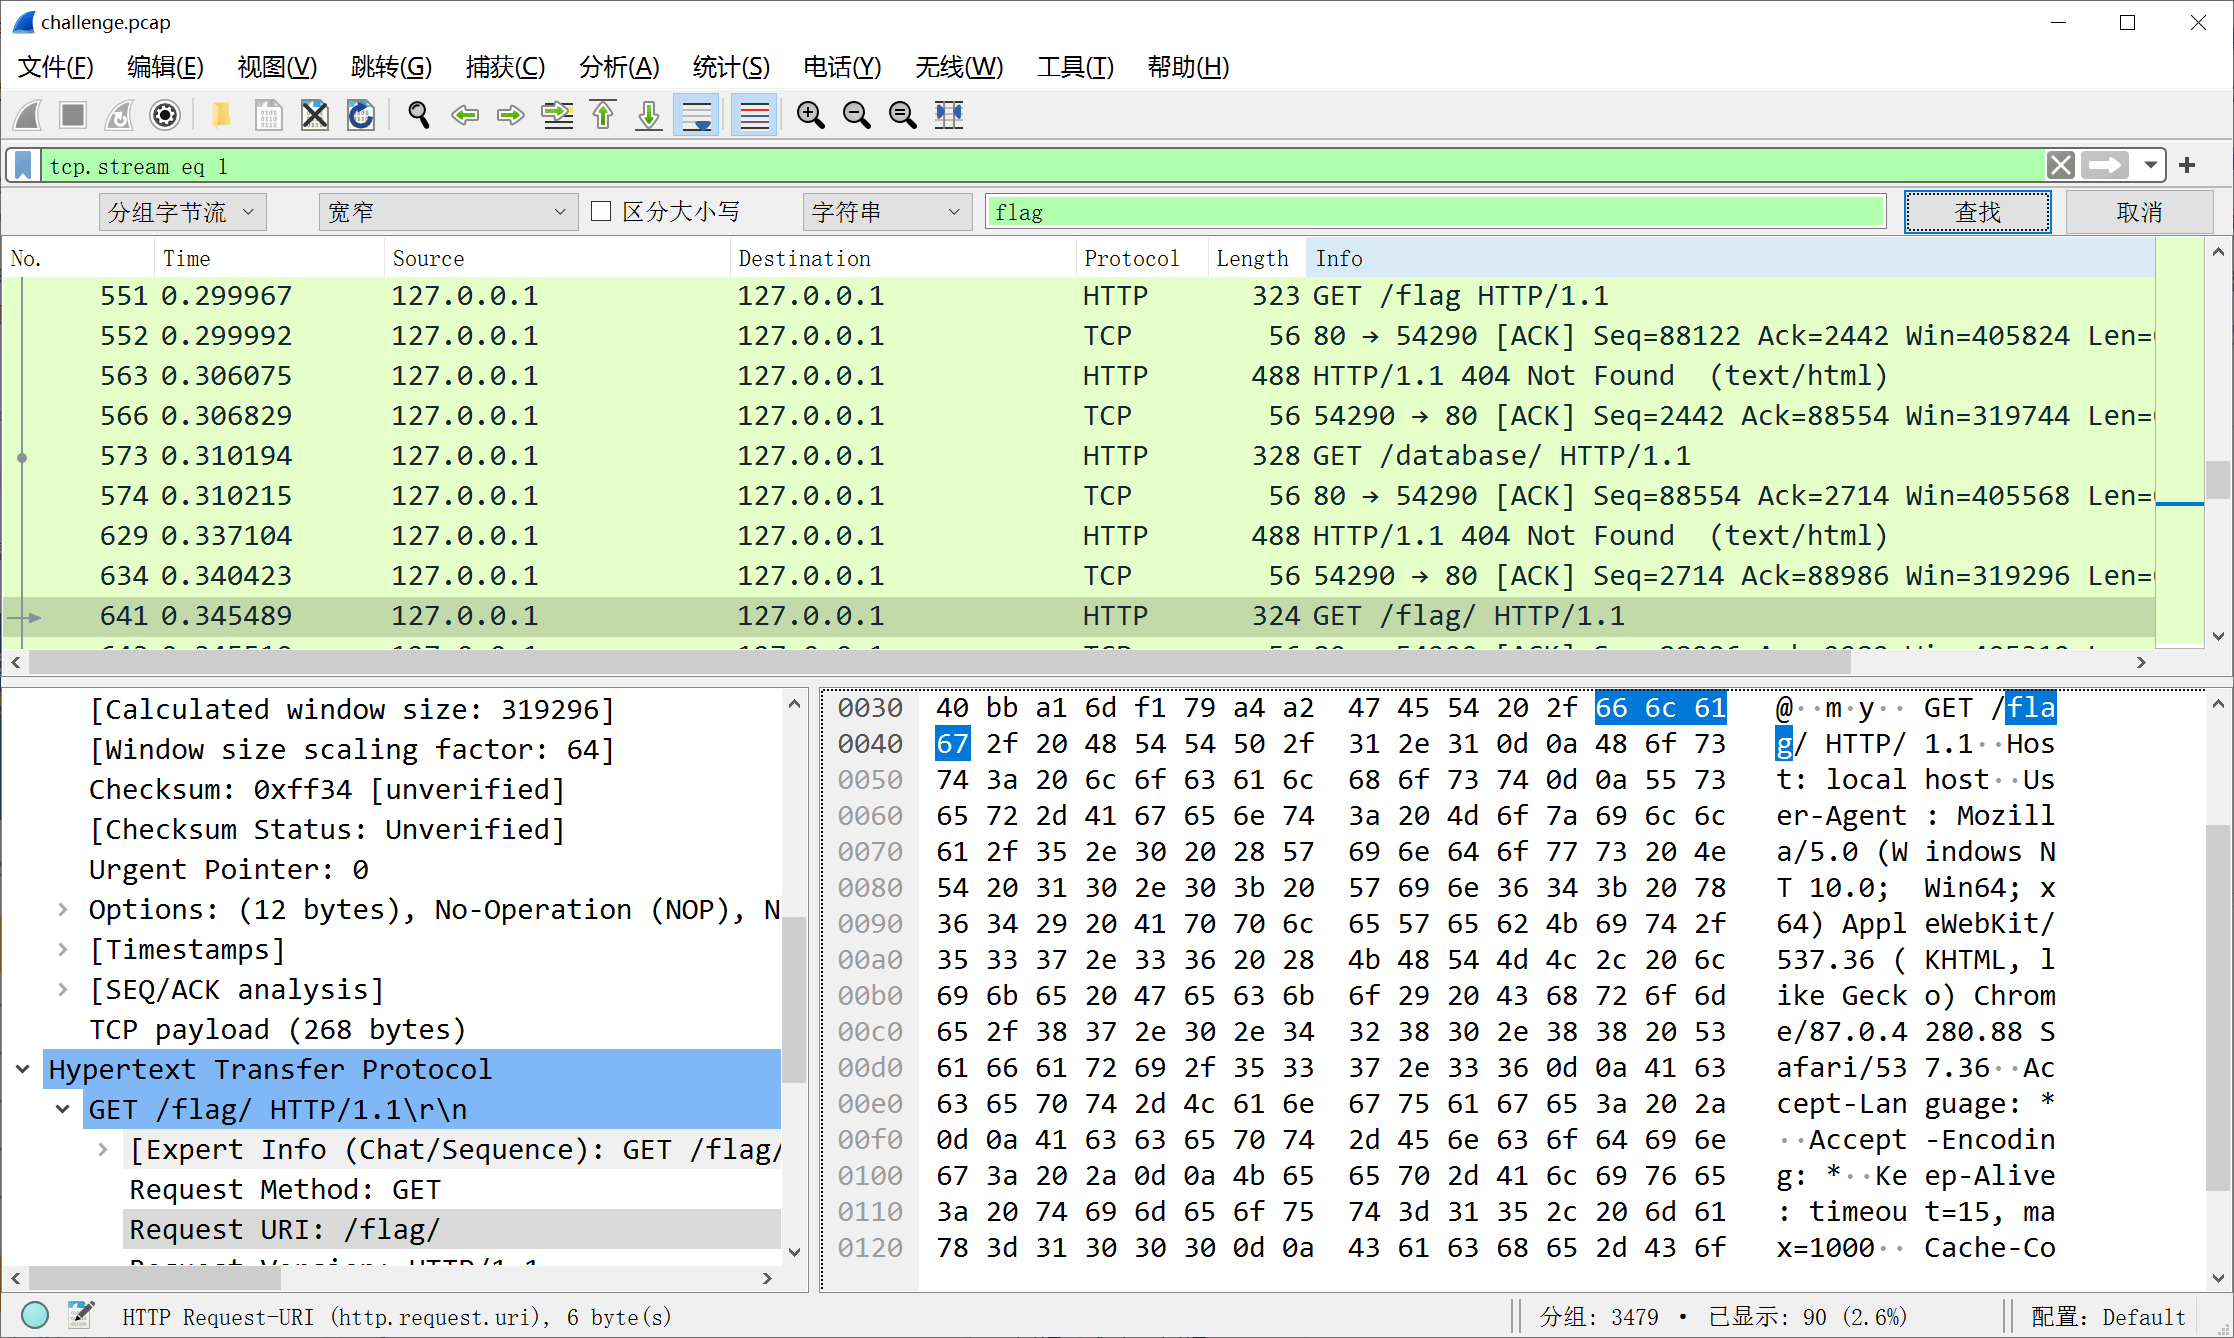 challenge.pcap
文件(F) 编辑(E) 视图(V) 跳转(G) 捕获(C) 分析(A) 统计(S) 电话(Y) 无线(W) 工具(T) 帮助(H)
tcp.stream eq 1
分组字节流 宽窄 区分大小写 字符串 flag 查找 取消
No. Time Source Destination Protocol Length Info
551 0.299967 127.0.0.1 127.0.0.1 HTTP 323 GET /flag HTTP/1.1
552 0.299992 127.0.0.1 127.0.0.1 TCP 56 80 → 54290 [ACK] Seq=88122 Ack=2442 Win=405824 Len=
563 0.306075 127.0.0.1 127.0.0.1 HTTP 488 HTTP/1.1 404 Not Found (text/html)
566 0.306829 127.0.0.1 127.0.0.1 TCP 56 54290 → 80 [ACK] Seq=2442 Ack=88554 Win=319744 Len=
573 0.310194 127.0.0.1 127.0.0.1 HTTP 328 GET /database/ HTTP/1.1
574 0.310215 127.0.0.1 127.0.0.1 TCP 56 80 → 54290 [ACK] Seq=88554 Ack=2714 Win=405568 Len=
629 0.337104 127.0.0.1 127.0.0.1 HTTP 488 HTTP/1.1 404 Not Found (text/html)
634 0.340423 127.0.0.1 127.0.0.1 TCP 56 54290 → 80 [ACK] Seq=2714 Ack=88986 Win=319296 Len=
641 0.345489 127.0.0.1 127.0.0.1 HTTP 324 GET /flag/ HTTP/1.1
[Calculated window size: 319296]
[Window size scaling factor: 64]
Checksum: 0xff34 [unverified]
[Checksum Status: Unverified]
Urgent Pointer: 0
Options: (12 bytes), No-Operation (NOP), N
[Timestamps]
[SEQ/ACK analysis]
TCP payload (268 bytes)
Hypertext Transfer Protocol
GET /flag/ HTTP/1.1\r\n
[Expert Info (Chat/Sequence): GET /flag/
Request Method: GET
Request URI: /flag/
Request Version: HTTP/1.1
0030 40 bb a1 6d f1 79 a4 a2 47 45 54 20 2f 66 6c 61 @··m·y·· GET /fla
0040 67 2f 20 48 54 54 50 2f 31 2e 31 0d 0a 48 6f 73 g/ HTTP/ 1.1··Hos
0050 74 3a 20 6c 6f 63 61 6c 68 6f 73 74 0d 0a 55 73 t: local host··Us
0060 65 72 2d 41 67 65 6e 74 3a 20 4d 6f 7a 69 6c 6c er-Agent : Mozill
0070 61 2f 35 2e 30 20 28 57 69 6e 64 6f 77 73 20 4e a/5.0 (W indows N
0080 54 20 31 30 2e 30 3b 20 57 69 6e 36 34 3b 20 78 T 10.0; Win64; x
0090 36 34 29 20 41 70 70 6c 65 57 65 62 4b 69 74 2f 64) Appl eWebKit/
00a0 35 33 37 2e 33 36 20 28 4b 48 54 4d 4c 2c 20 6c 537.36 ( KHTML, l
00b0 69 6b 65 20 47 65 63 6b 6f 29 20 43 68 72 6f 6d ike Geck o) Chrom
00c0 65 2f 38 37 2e 30 2e 34 32 38 30 2e 38 38 20 53 e/87.0.4 280.88 S
00d0 61 66 61 72 69 2f 35 33 37 2e 33 36 0d 0a 41 63 afari/53 7.36··Ac
00e0 63 65 70 74 2d 4c 61 6e 67 75 61 67 65 3a 20 2a cept-Lan guage: *
00f0 0d 0a 41 63 63 65 70 74 2d 45 6e 63 6f 64 69 6e ··Accept -Encodin
0100 67 3a 20 2a 0d 0a 4b 65 65 70 2d 41 6c 69 76 65 g: *··Ke ep-Alive
0110 3a 20 74 69 6d 65 6f 75 74 3d 31 35 2c 20 6d 61 : timeou t=15, ma
0120 78 3d 31 30 30 30 0d 0a 43 61 63 68 65 2d 43 6f x=1000·· Cache-Co
HTTP Request-URI (http.request.uri), 6 byte(s) 分组: 3479 · 已显示: 90 (2.6%) 配置: Default